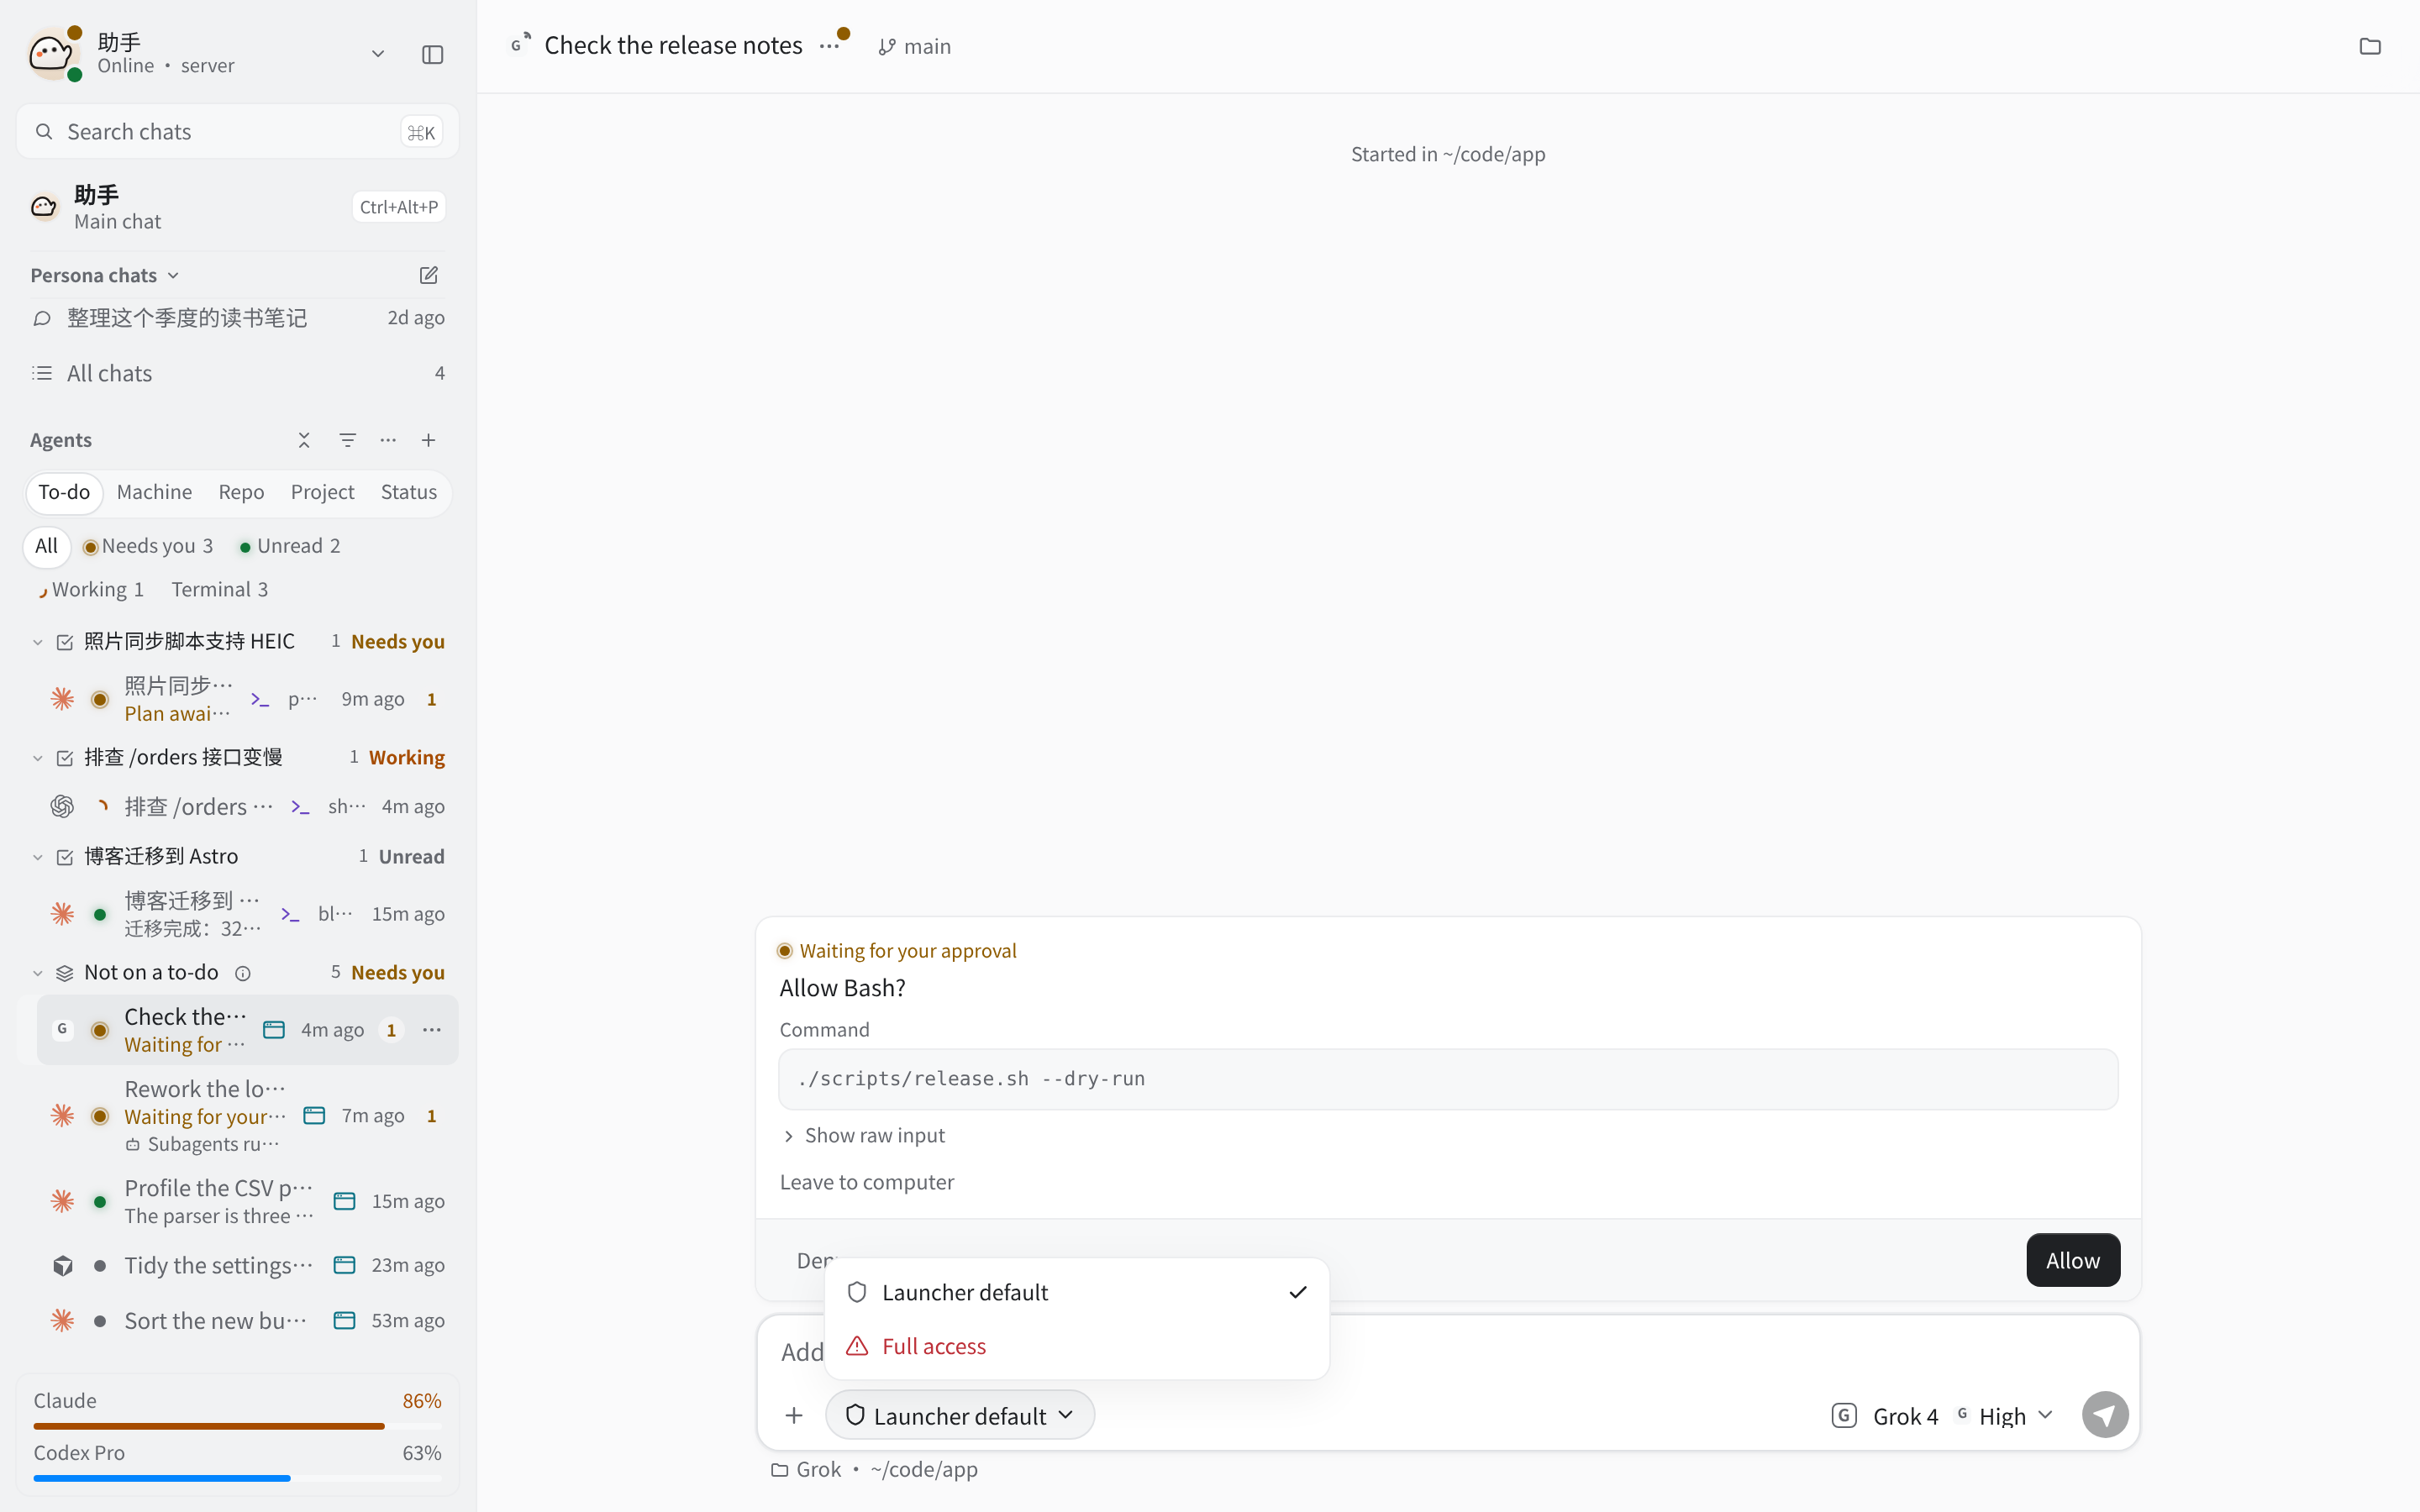 助手
Online • server
Search chats ⌘K
助手
Main chat
Ctrl+Alt+P
Persona chats
整理这个季度的读书笔记 2d ago
All chats 4
Agents
To-do Machine Repo Project Status
All Needs you 3 Unread 2
Working 1 Terminal 3
照片同步脚本支持 HEIC 1 Needs you
照片同步… p… 9m ago 1
Plan awai…
排查 /orders 接口变慢 1 Working
排查 /orders … sh… 4m ago
博客迁移到 Astro 1 Unread
博客迁移到 … bl… 15m ago
迁移完成：32…
Not on a to-do 5 Needs you
G Check the… 4m ago 1 …
Waiting for …
Rework the lo…
Waiting for your… 7m ago 1
Subagents ru…
Profile the CSV p… 15m ago
The parser is three …
Tidy the settings… 23m ago
Sort the new bu… 53m ago
Claude 86%
Codex Pro 63%
G Check the release notes … main
Started in ~/code/app
Waiting for your approval
Allow Bash?
Command
./scripts/release.sh --dry-run
Show raw input
Leave to computer
Allow
Launcher default
Full access
Add
Launcher default
G Grok 4 G High
Grok • ~/code/app